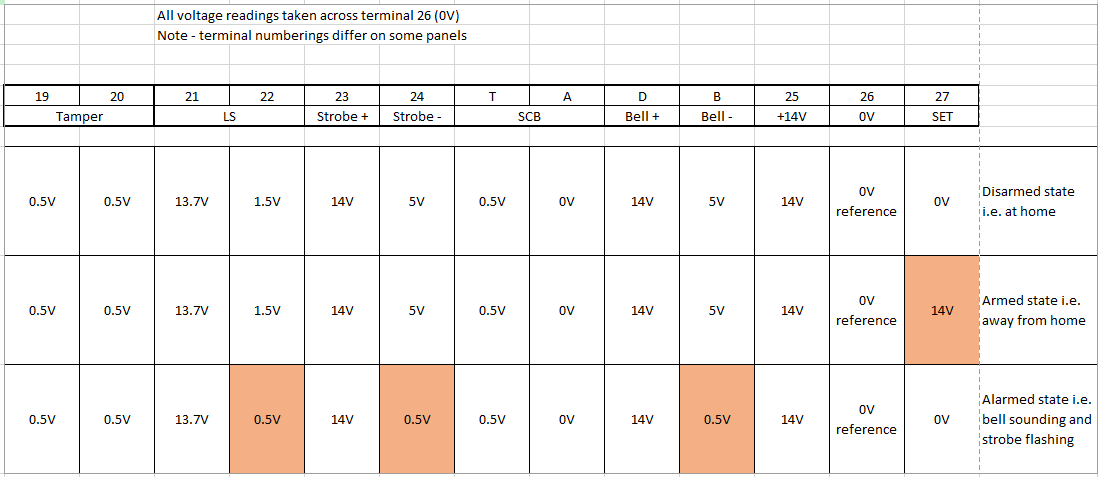 All voltage readings taken across terminal 26 (0V)
Note - terminal numberings differ on some panels
19 20 21 22 23 24 T A D B 25 26 27
Tamper LS Strobe + Strobe - SCB Bell + Bell - +14V 0V SET
0.5V 0.5V 13.7V 1.5V 14V 5V 0.5V 0V 14V 5V 14V 0V reference 0V Disarmed state
i.e. at home
0.5V 0.5V 13.7V 1.5V 14V 5V 0.5V 0V 14V 5V 14V 0V reference 14V Armed state i.e.
away from home
0.5V 0.5V 13.7V 0.5V 14V 0.5V 0.5V 0V 14V 0.5V 14V 0V reference 0V Alarmed state i.e.
bell sounding and
strobe flashing